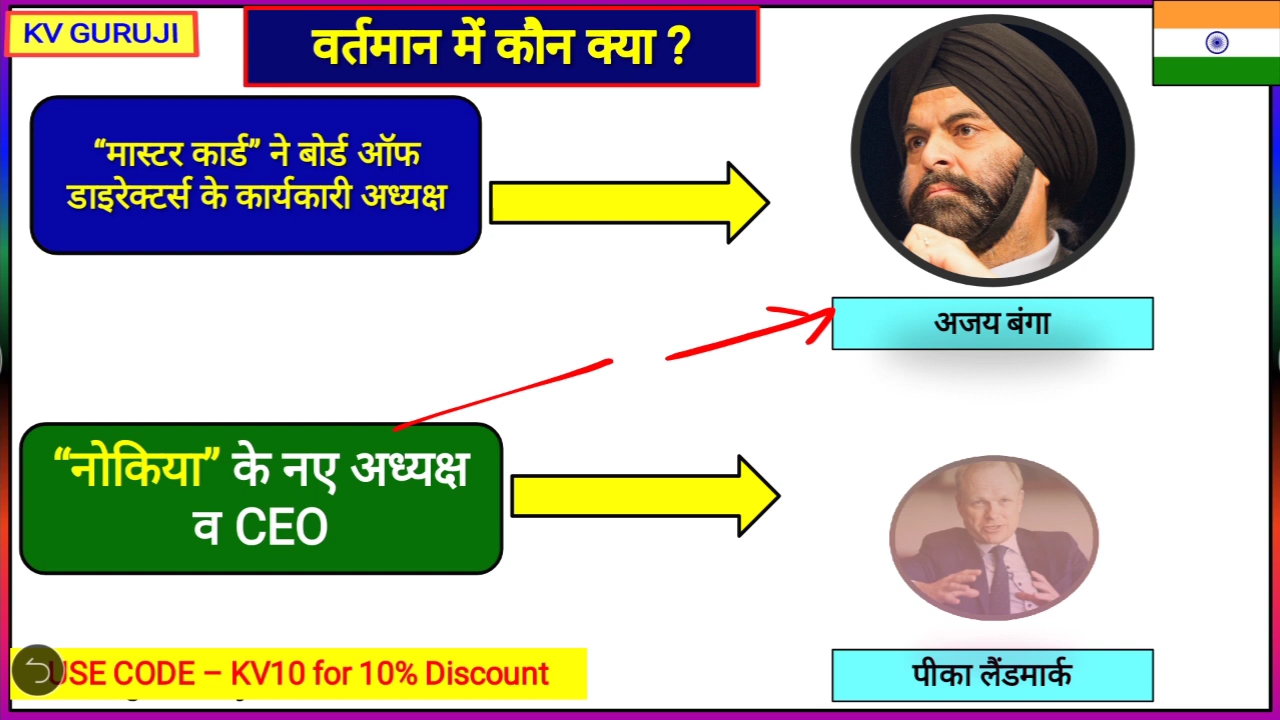 KV GURUJI
वर्तमान में कौन क्या ?
“मास्टर कार्ड” ने बोर्ड ऑफ
डाइरेक्टर्स के कार्यकारी अध्यक्ष
अजय बंगा
“नोकिया” के नए अध्यक्ष
व CEO
पीका लैंडमार्क
USE CODE – KV10 for 10% Discount